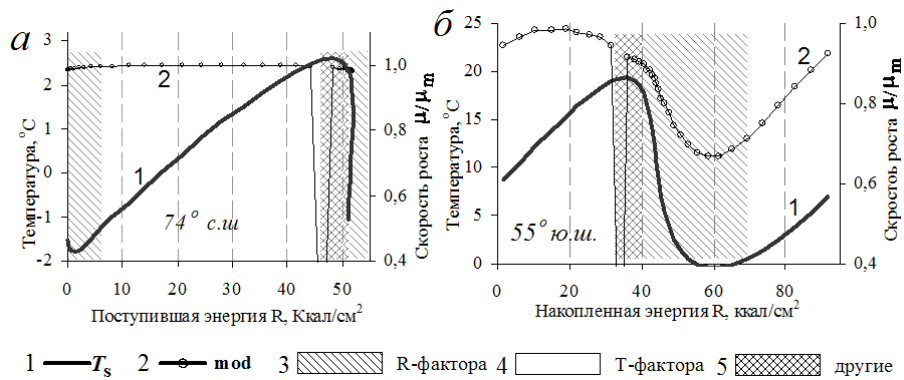 а
Температура, °C
3
2
1
0
-1
-2
2
1
74° с.ш
0 10 20 30 40 50
Поступившая энергия R, Ккал/см²
1,0
0,8
0,6
0,4
Скорость роста μ/μm
б
Температура, °C
25
20
15
10
5
0
2
1
55° ю.ш.
0 20 40 60 80
Накопленная энергия R, ккал/см²
1,0
0,8
0,6
0,4
Скростоь роста μ/μm
1 Ts 2 mod 3 R-фактора 4 Т-фактора 5 другие